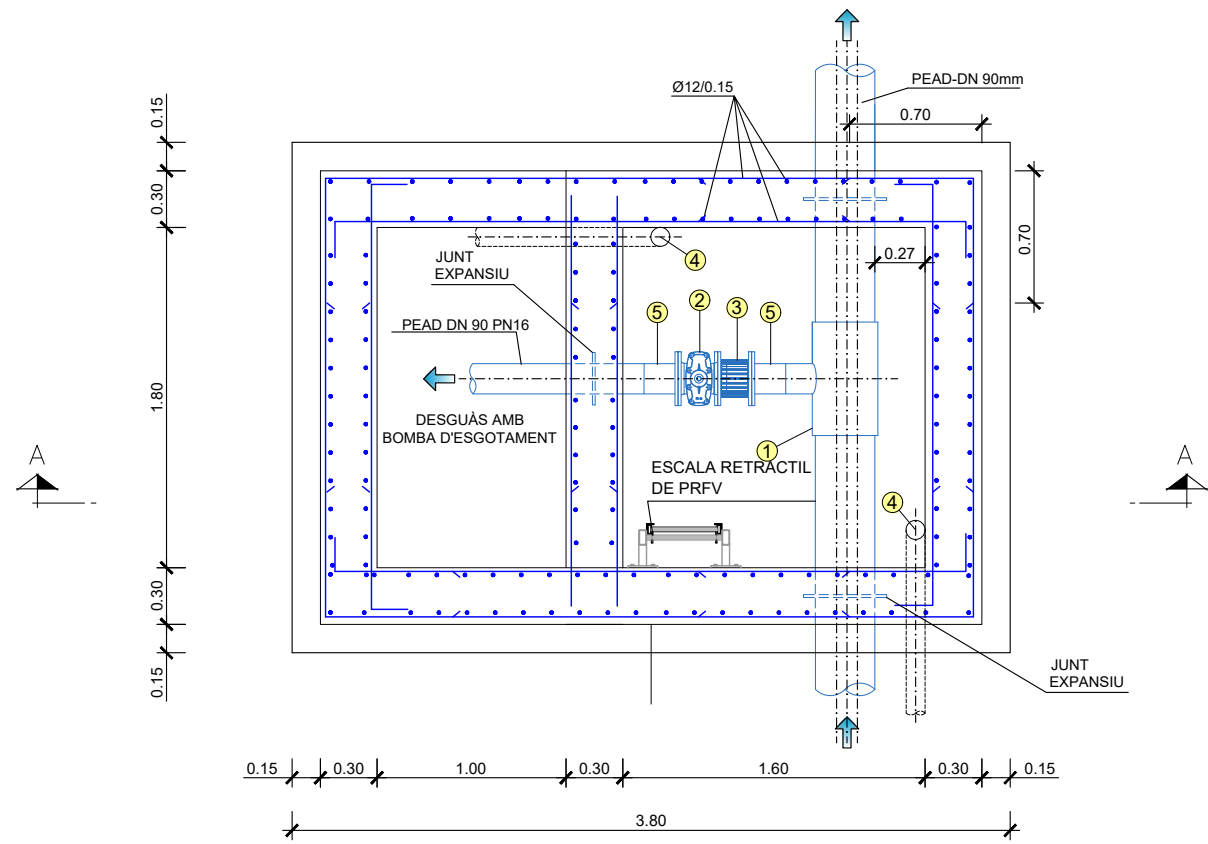 PEAD-DN 90mm
Ø12/0.15
0.70
0.15
0.30
0.70
0.27
JUNT
EXPANSIU
4
5
2
3
5
PEAD DN 90 PN16
1.80
DESGUÀS AMB
BOMBA D'ESGOTAMENT
1
A
A
ESCALA RETRACTIL
DE PRFV
4
0.30
0.15
JUNT
EXPANSIU
0.15
0.30
1.00
0.30
1.60
0.30
0.15
3.80